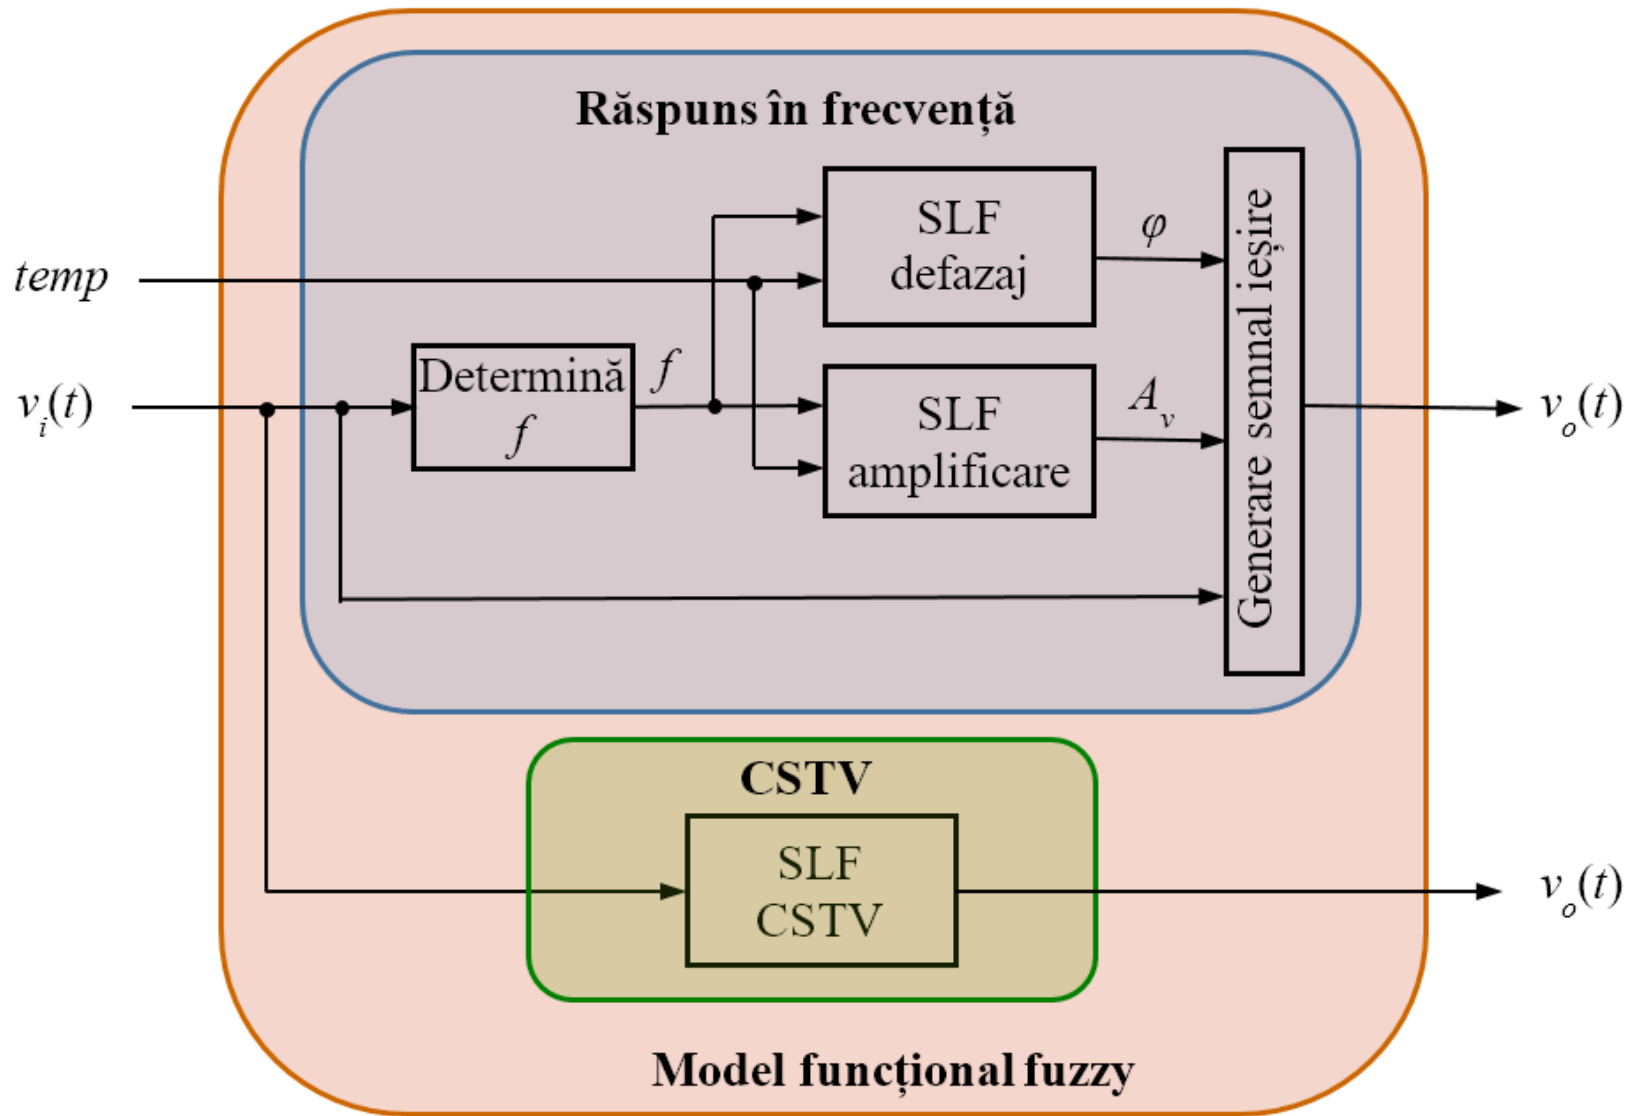 Răspuns în frecvență
SLF
defazaj
φ
temp
Determină
f
f
SLF
amplificare
A_v
Generare semnal ieșire
v_i(t)
v_o(t)
CSTV
SLF
CSTV
v_o(t)
Model funcțional fuzzy